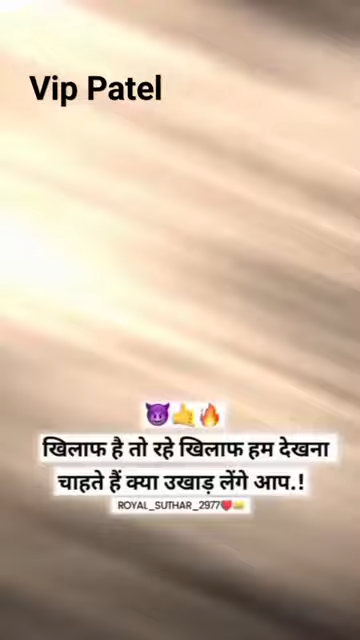 Vip Patel
😈🤙🔥
खिलाफ है तो रहे खिलाफ हम देखना
चाहते हैं क्या उखाड़ लेंगे आप.!
ROYAL_SUTHAR_2977❤️👑